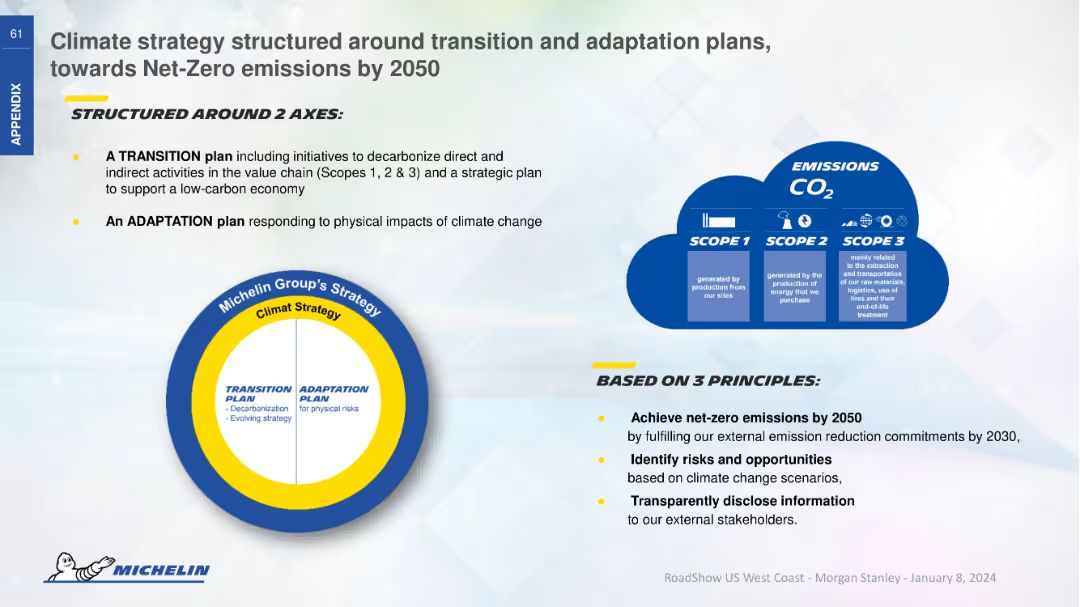 61
APPENDIX
Climate strategy structured around transition and adaptation plans,
towards Net-Zero emissions by 2050
STRUCTURED AROUND 2 AXES:
A TRANSITION plan including initiatives to decarbonize direct and
indirect activities in the value chain (Scopes 1, 2 & 3) and a strategic plan
to support a low-carbon economy
An ADAPTATION plan responding to physical impacts of climate change
Michelin Group's Strategy
Climat Strategy
TRANSITION
PLAN
- Decarbonization
- Evolving strategy
ADAPTATION
PLAN
for physical risks
EMISSIONS
CO2
SCOPE 1
generated by
production from
our sites
SCOPE 2
generated by the
production of
energy that we
purchase
SCOPE 3
mainly related
to the extraction
and transportation
of our raw materials,
logistics, use of
tires and their
end-of-life
treatment
BASED ON 3 PRINCIPLES:
Achieve net-zero emissions by 2050
by fulfilling our external emission reduction commitments by 2030,
Identify risks and opportunities
based on climate change scenarios,
Transparently disclose information
to our external stakeholders.
MICHELIN
RoadShow US West Coast - Morgan Stanley - January 8, 2024